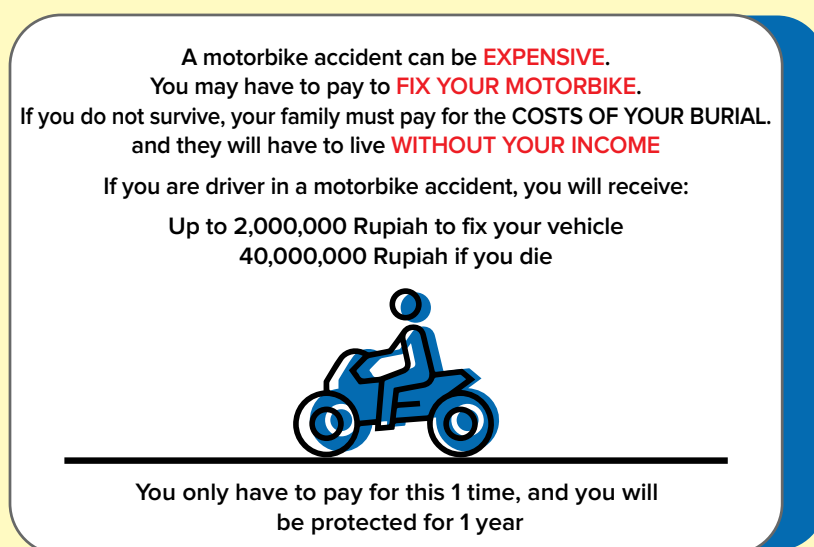 A motorbike accident can be EXPENSIVE.
You may have to pay to FIX YOUR MOTORBIKE.
If you do not survive, your family must pay for the COSTS OF YOUR BURIAL.
and they will have to live WITHOUT YOUR INCOME
If you are driver in a motorbike accident, you will receive:
Up to 2,000,000 Rupiah to fix your vehicle
40,000,000 Rupiah if you die
You only have to pay for this 1 time, and you will
be protected for 1 year